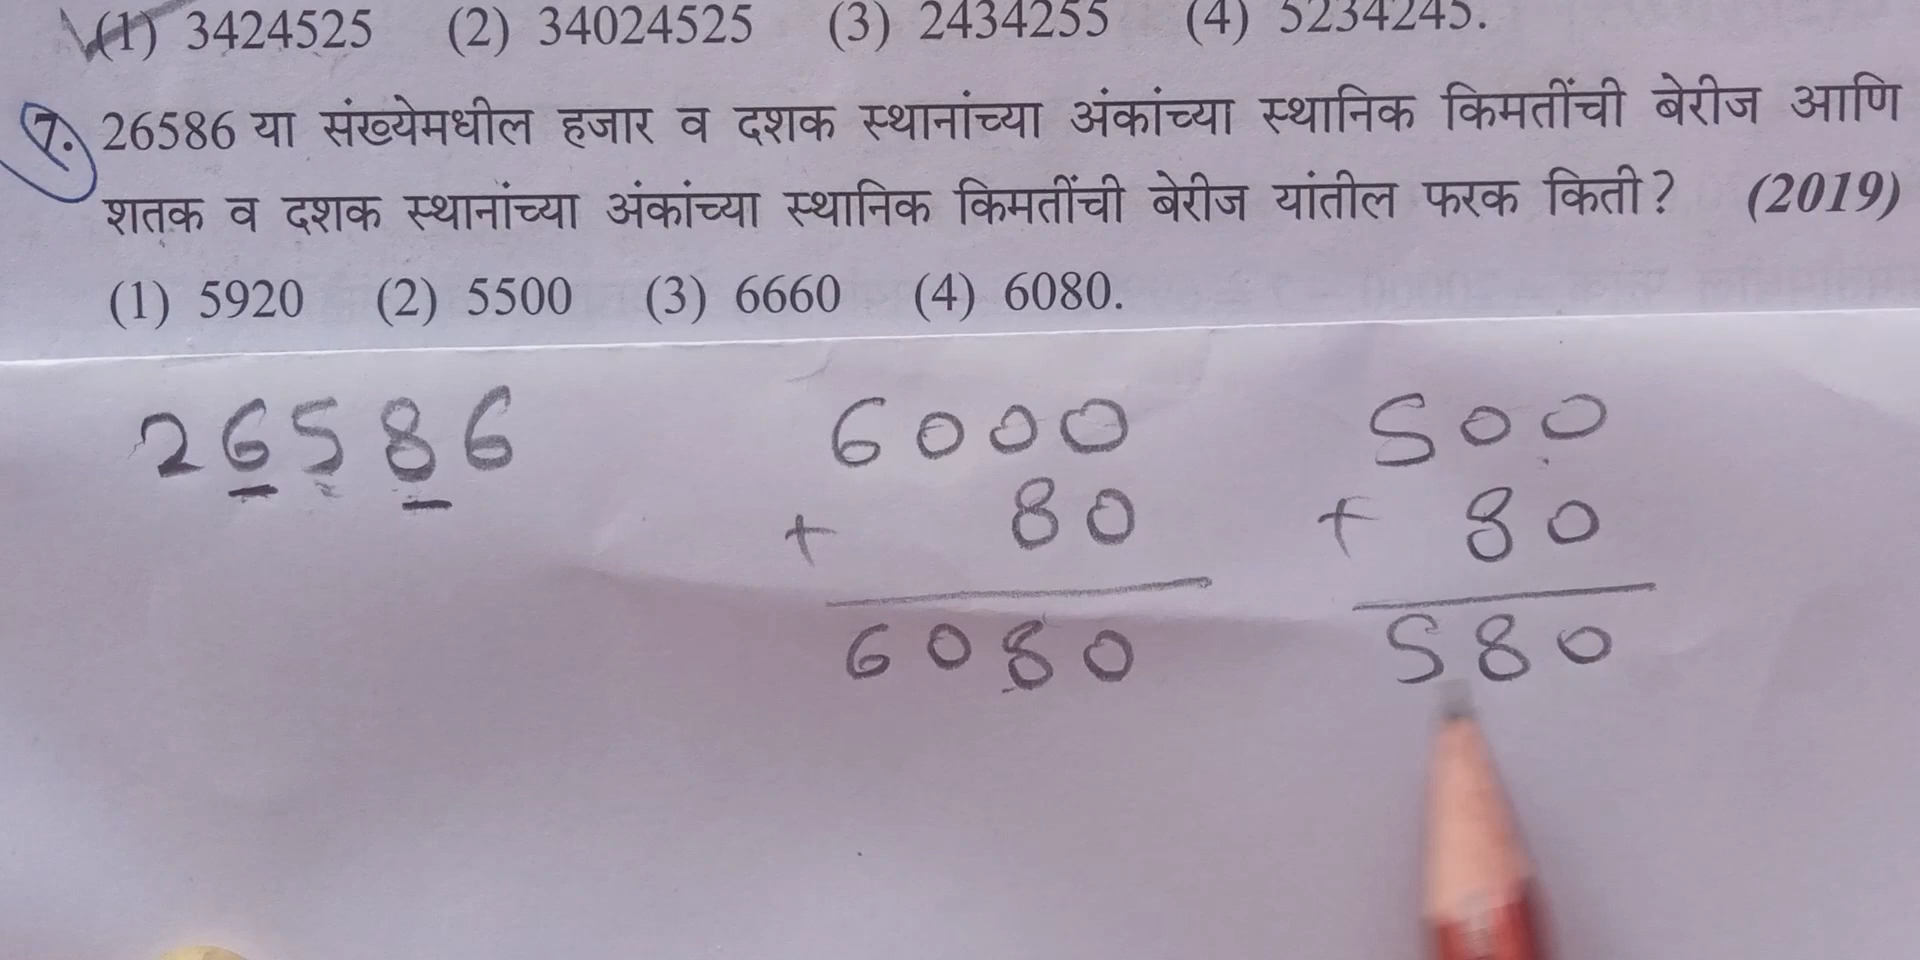 (1) 3424525 (2) 34024525 (3) 2434255 (4) 5234245.
7. 26586 या संख्येमधील हजार व दशक स्थानांच्या अंकांच्या स्थानिक किमतींची बेरीज आणि
शतक व दशक स्थानांच्या अंकांच्या स्थानिक किमतींची बेरीज यांतील फरक किती? (2019)
(1) 5920 (2) 5500 (3) 6660 (4) 6080.
26586 6000 500
+ 80 + 80
6080 580